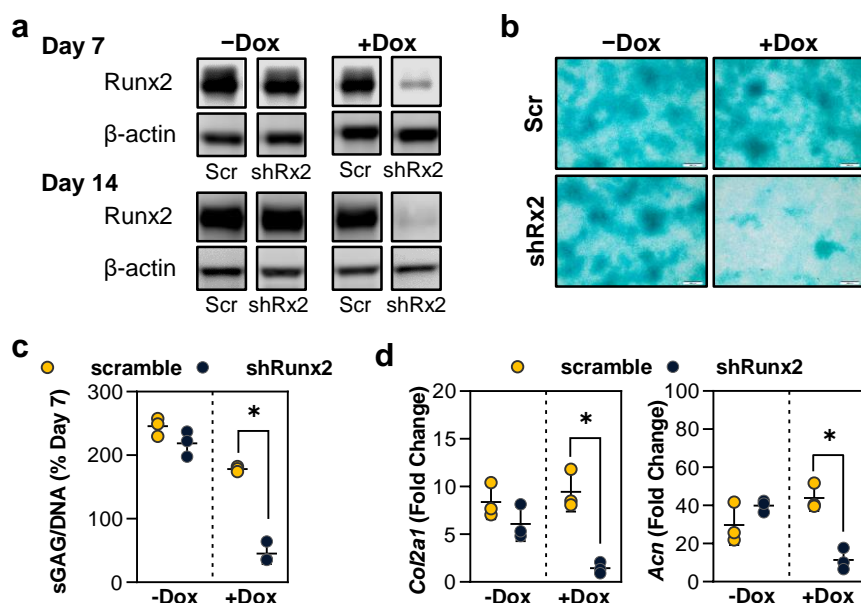 a
Day 7
−Dox
+Dox
Runx2
β-actin
Scr shRx2 Scr shRx2
Day 14
Runx2
β-actin
Scr shRx2 Scr shRx2
b
−Dox
+Dox
Scr
shRx2
c
scramble shRunx2
300
200
100
0
sGAG/DNA (% Day 7)
*
-Dox +Dox
d
scramble shRunx2
20
15
10
5
0
Col2a1 (Fold Change)
*
-Dox +Dox
100
80
60
40
20
0
Acn (Fold Change)
*
-Dox +Dox